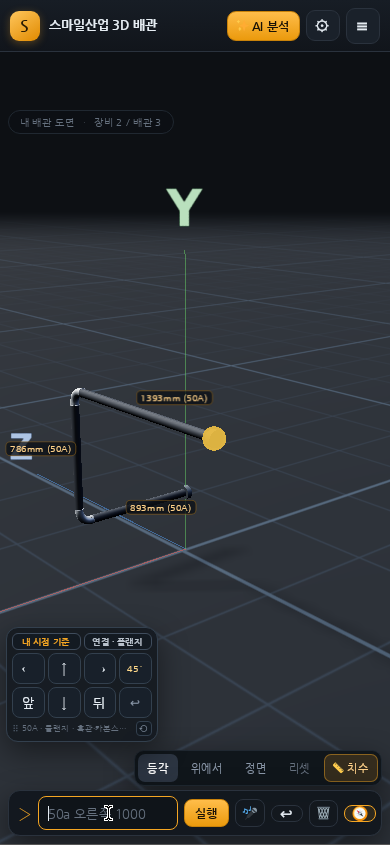 S 스마일산업 3D 배관 AI 분석
내 배관 도면 · 장비 2 / 배관 3
Y
1393mm (50A)
Z
786mm (50A)
893mm (50A)
내 시점 기준 연결 · 플랜지
← ↑ → 45°
앞 ↓ 뒤 ↩
50A · 플랜지 · 흑관·카본스…
등각 위에서 정면 리셋 📏 치수
50a 오른쪽 1000 실행